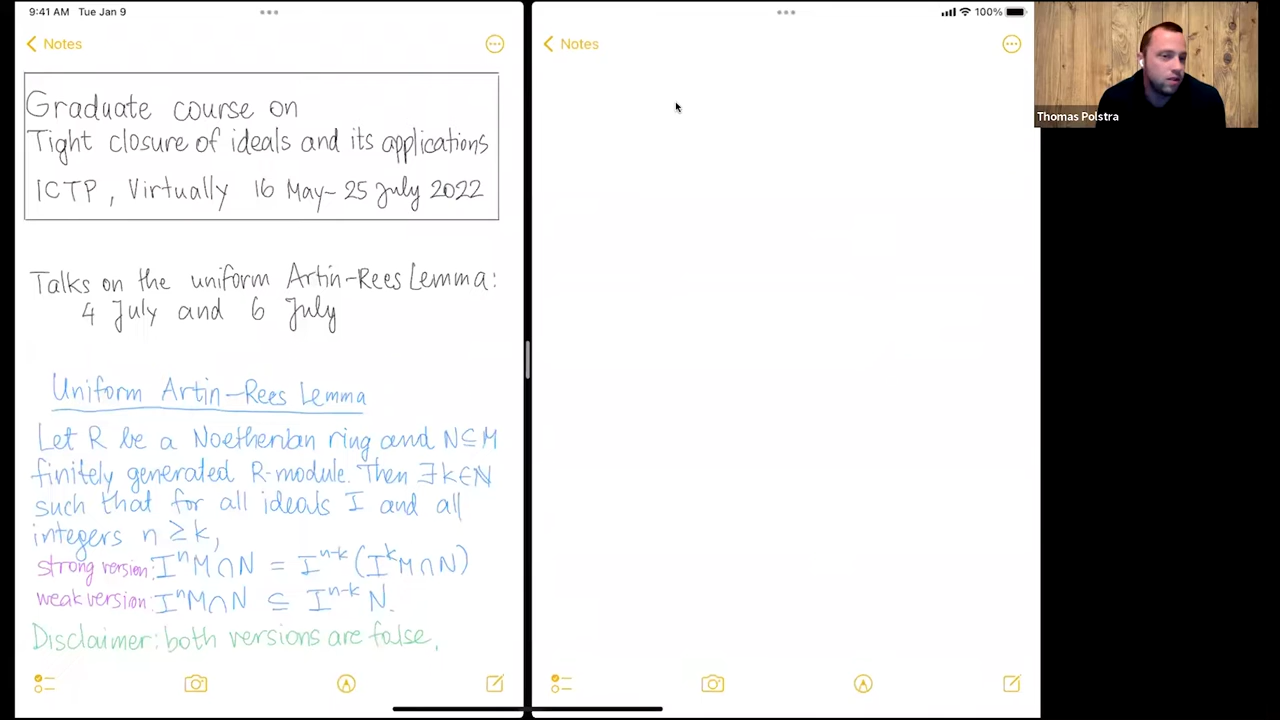 9:41 AM Tue Jan 9
100%
Notes
Notes
Graduate course on
Tight closure of ideals and its applications
ICTP, Virtually 16 May - 25 July 2022
Talks on the uniform Artin-Rees Lemma:
4 July and 6 July
Uniform Artin-Rees Lemma
Let R be a Noetherian ring and N⊆M
finitely generated R-module. Then ∃k∈ℕ
such that for all ideals I and all
integers n ≥ k,
strong version: IⁿM∩N = Iⁿ⁻ᵏ(IᵏM∩N)
weak version: IⁿM∩N ⊆ Iⁿ⁻ᵏN.
Disclaimer: both versions are false.
Thomas Polstra